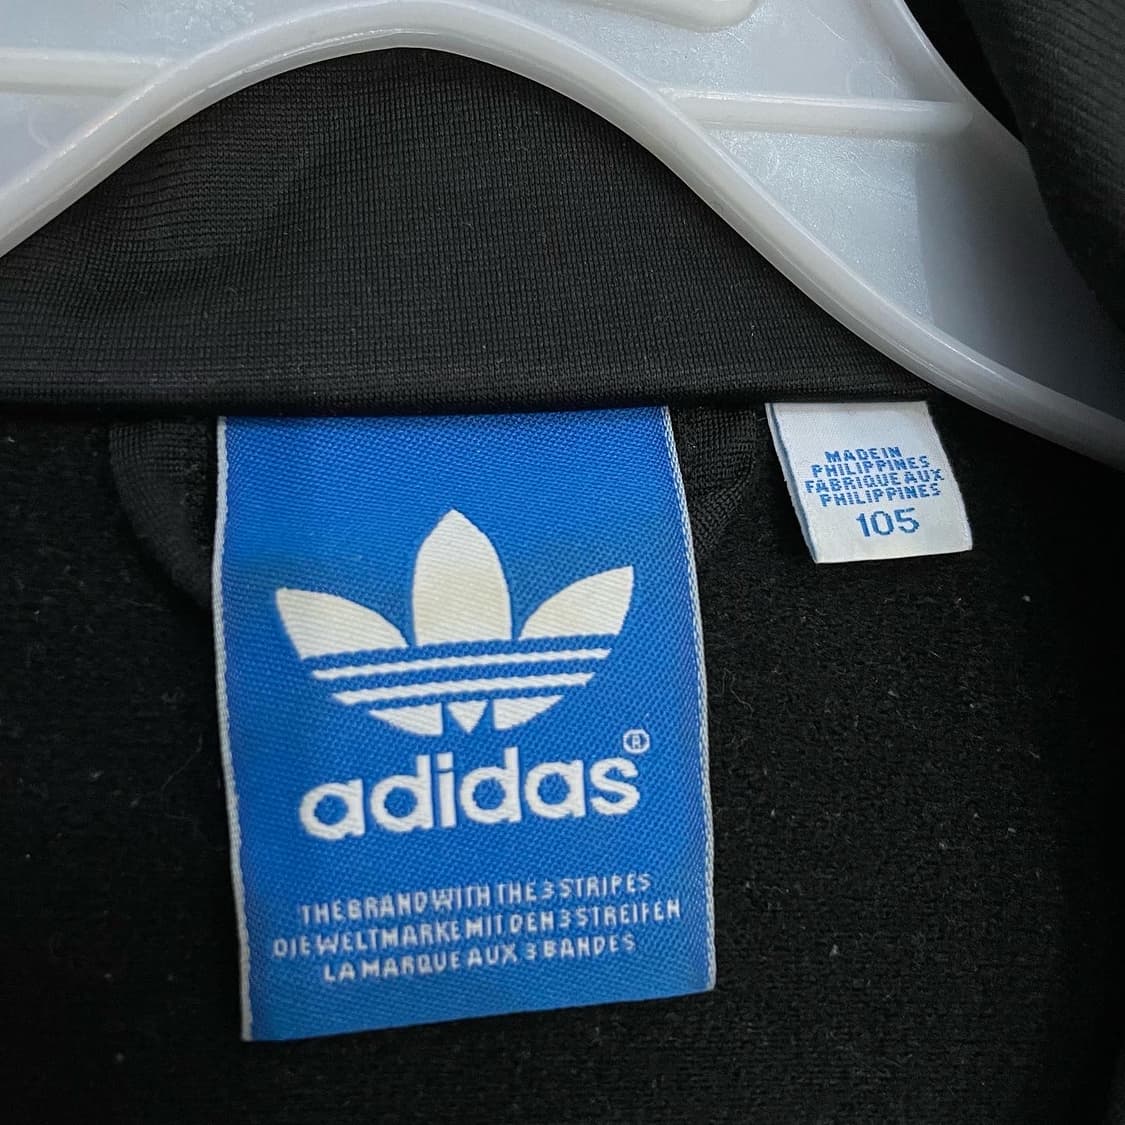 adidas®
THE BRAND WITH THE 3 STRIPES
DIE WELTMARKE MIT DEN 3 STREIFEN
LA MARQUE AUX 3 BANDES
MADE IN
PHILIPPINES
FABRIQUE AUX
PHILIPPINES
105